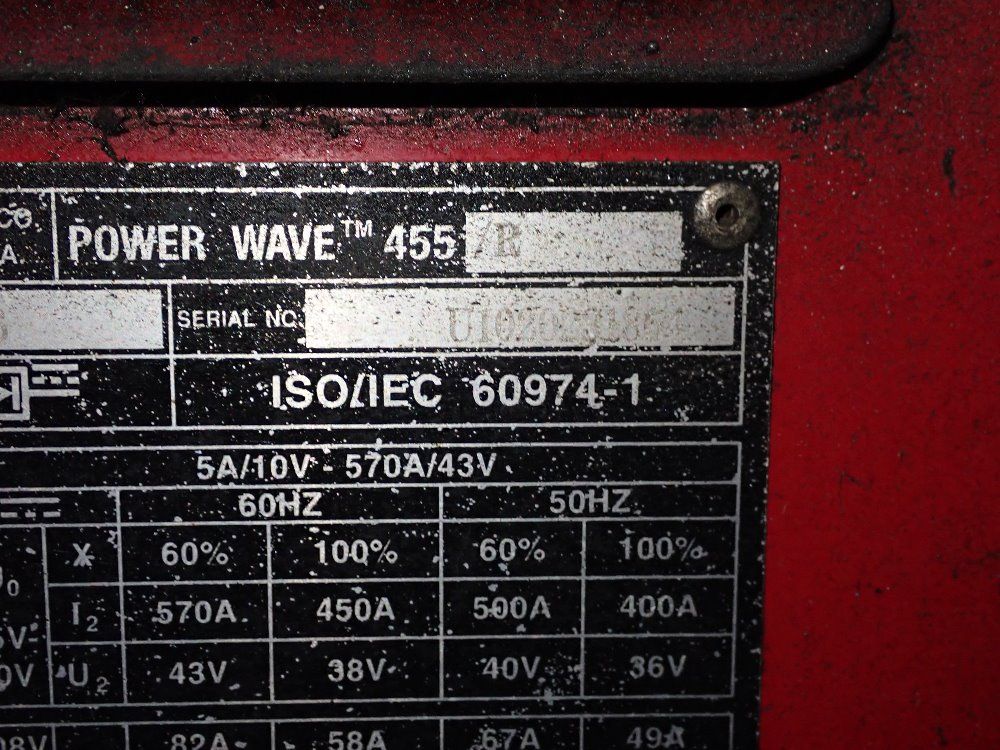 CO.
POWER WAVE™ 455 /R
A.
SERIAL NO.
ISO/IEC 60974-1
5A/10V - 570A/43V
60HZ 50HZ
X 60% 100% 60% 100%
I2 570A 450A 500A 400A
U2 43V 38V 40V 36V
82A 58A 67A 49A